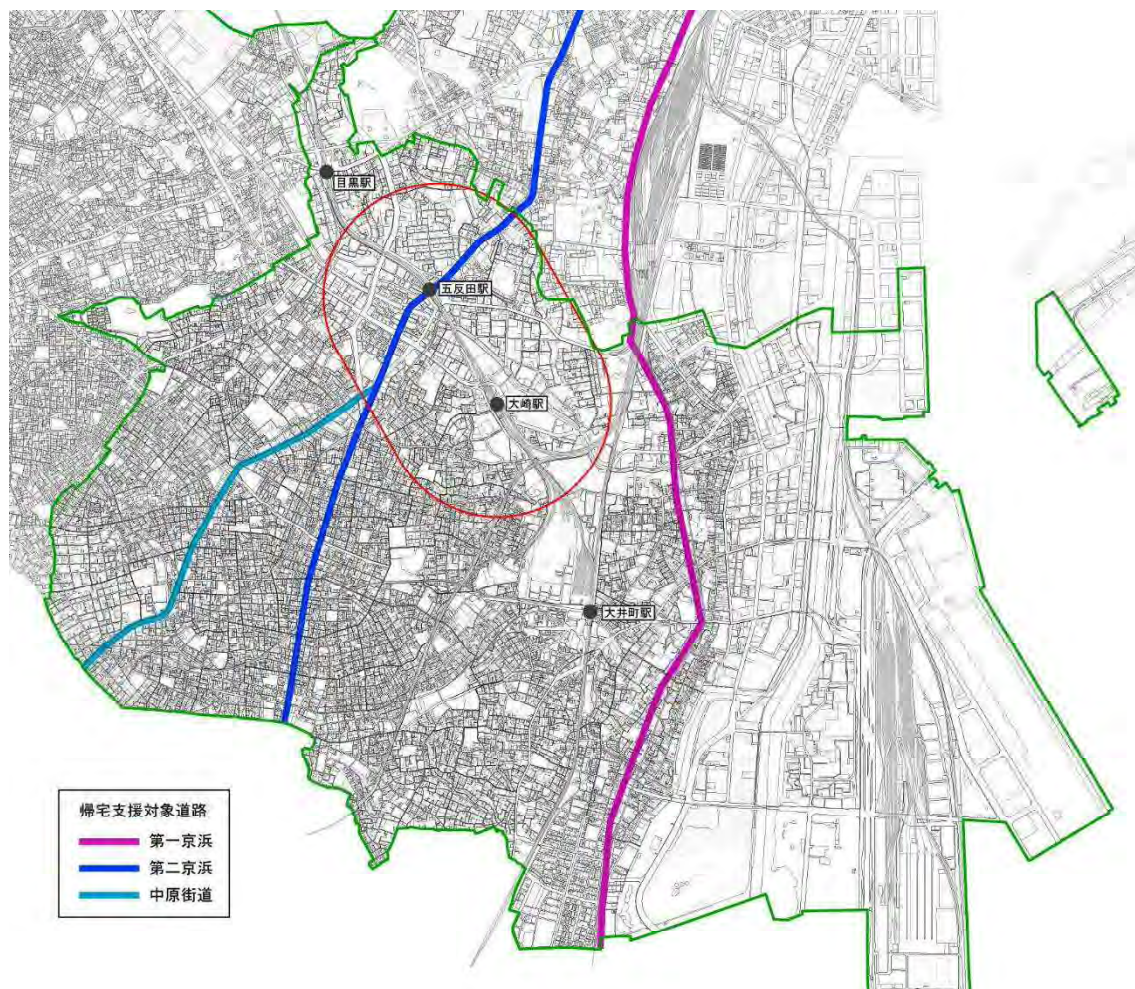 目黒駅
五反田駅
大崎駅
大井町駅
帰宅支援対象道路
第一京浜
第二京浜
中原街道